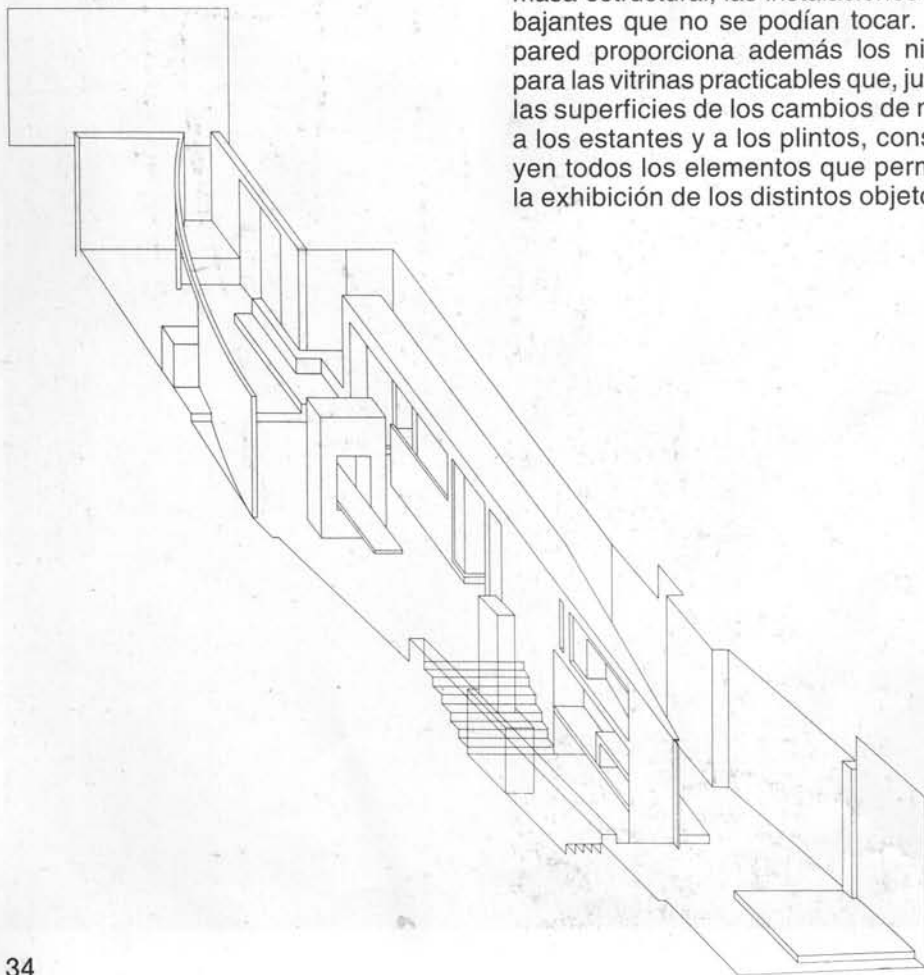 masa estructural, las instalaciones
bajantes que no se podían tocar.
pared proporciona además los ni
para las vitrinas practicables que, ju
las superficies de los cambios de
a los estantes y a los plintos, cons
yen todos los elementos que perm
la exhibición de los distintos objeto
34